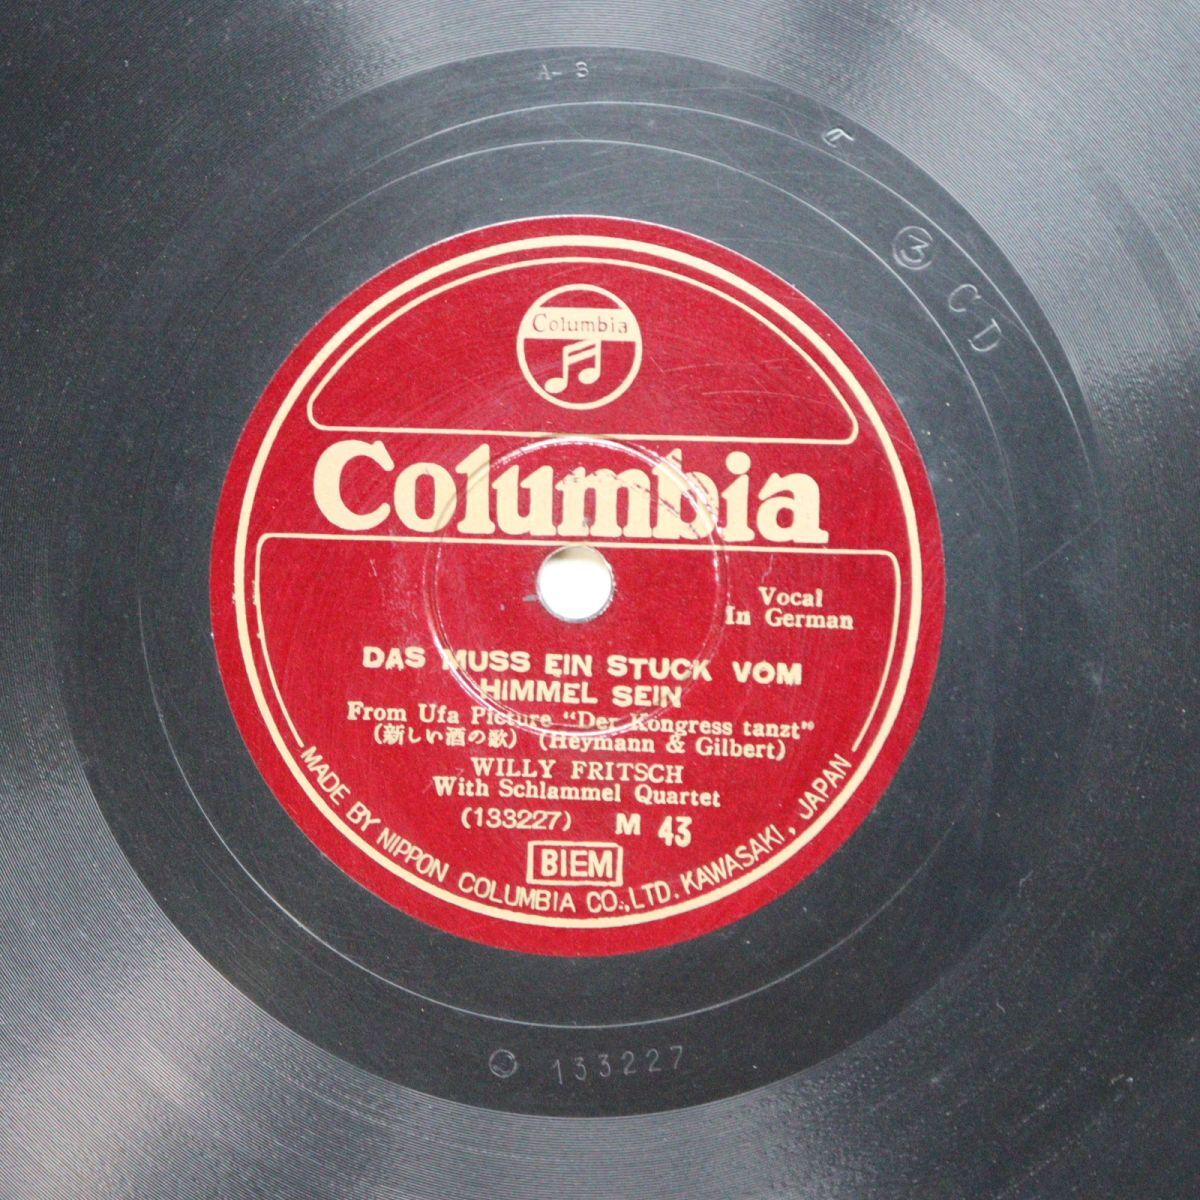 A-3
③ C D
Columbia
Columbia
Vocal
In German
DAS MUSS EIN STUCK VOM
HIMMEL SEIN
From Ufa Picture "Der Kongress tanzt"
(新しい酒の歌) (Heymann & Gilbert)
WILLY FRITSCH
With Schlammel Quartet
(133227) M 43
BIEM
MADE BY NIPPON COLUMBIA CO., LTD. KAWASAKI, JAPAN
133227